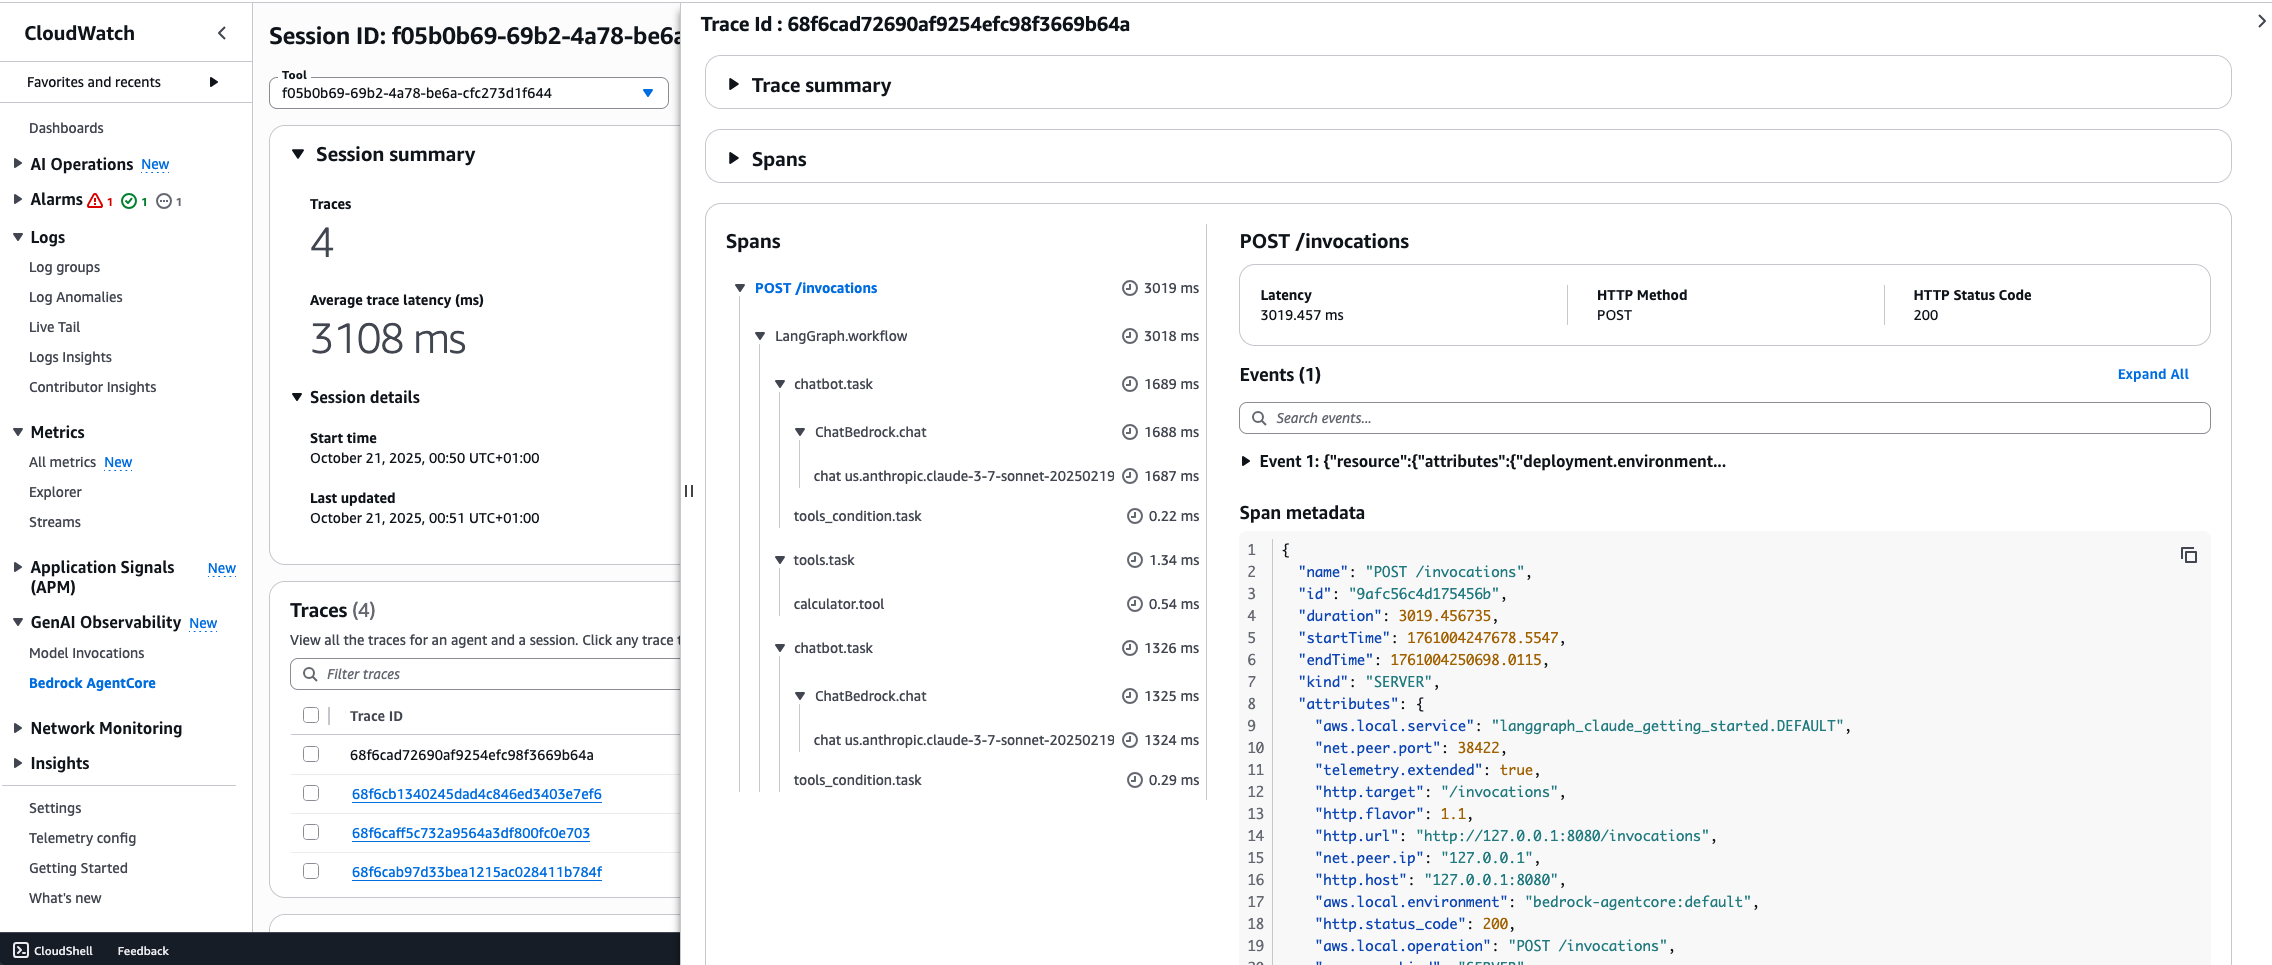 CloudWatch
Favorites and recents
Dashboards
AI Operations New
Alarms 1 1 1
Logs
Log groups
Log Anomalies
Live Tail
Logs Insights
Contributor Insights
Metrics
All metrics New
Explorer
Streams
Application Signals New
(APM)
GenAI Observability New
Model Invocations
Bedrock AgentCore
Network Monitoring
Insights
Settings
Telemetry config
Getting Started
What's new
CloudShell Feedback
Session ID: f05b0b69-69b2-4a78-be6a
Tool
f05b0b69-69b2-4a78-be6a-cfc273d1f644
Session summary
Traces
4
Average trace latency (ms)
3108 ms
Session details
Start time
October 21, 2025, 00:50 UTC+01:00
Last updated
October 21, 2025, 00:51 UTC+01:00
Traces (4)
View all the traces for an agent and a session. Click any trace t
Filter traces
Trace ID
68f6cad72690af9254efc98f3669b64a
68f6cb1340245dad4c846ed3403e7ef6
68f6caff5c732a9564a3df800fc0e703
68f6cab97d33bea1215ac028411b784f
Trace Id : 68f6cad72690af9254efc98f3669b64a
Trace summary
Spans
Spans
POST /invocations 3019 ms
LangGraph.workflow 3018 ms
chatbot.task 1689 ms
ChatBedrock.chat 1688 ms
chat us.anthropic.claude-3-7-sonnet-20250219 1687 ms
tools_condition.task 0.22 ms
tools.task 1.34 ms
calculator.tool 0.54 ms
chatbot.task 1326 ms
ChatBedrock.chat 1325 ms
chat us.anthropic.claude-3-7-sonnet-20250219 1324 ms
tools_condition.task 0.29 ms
POST /invocations
Latency
3019.457 ms
HTTP Method
POST
HTTP Status Code
200
Events (1) Expand All
Search events...
Event 1: {"resource":{"attributes":{"deployment.environment...
Span metadata
1 {
2 "name": "POST /invocations",
3 "id": "9afc56c4d175456b",
4 "duration": 3019.456735,
5 "startTime": 1761004247678.5547,
6 "endTime": 1761004250698.0115,
7 "kind": "SERVER",
8 "attributes": {
9 "aws.local.service": "langgraph_claude_getting_started.DEFAULT",
10 "net.peer.port": 38422,
11 "telemetry.extended": true,
12 "http.target": "/invocations",
13 "http.flavor": 1.1,
14 "http.url": "http://127.0.0.1:8080/invocations",
15 "net.peer.ip": "127.0.0.1",
16 "http.host": "127.0.0.1:8080",
17 "aws.local.environment": "bedrock-agentcore:default",
18 "http.status_code": 200,
19 "aws.local.operation": "POST /invocations",